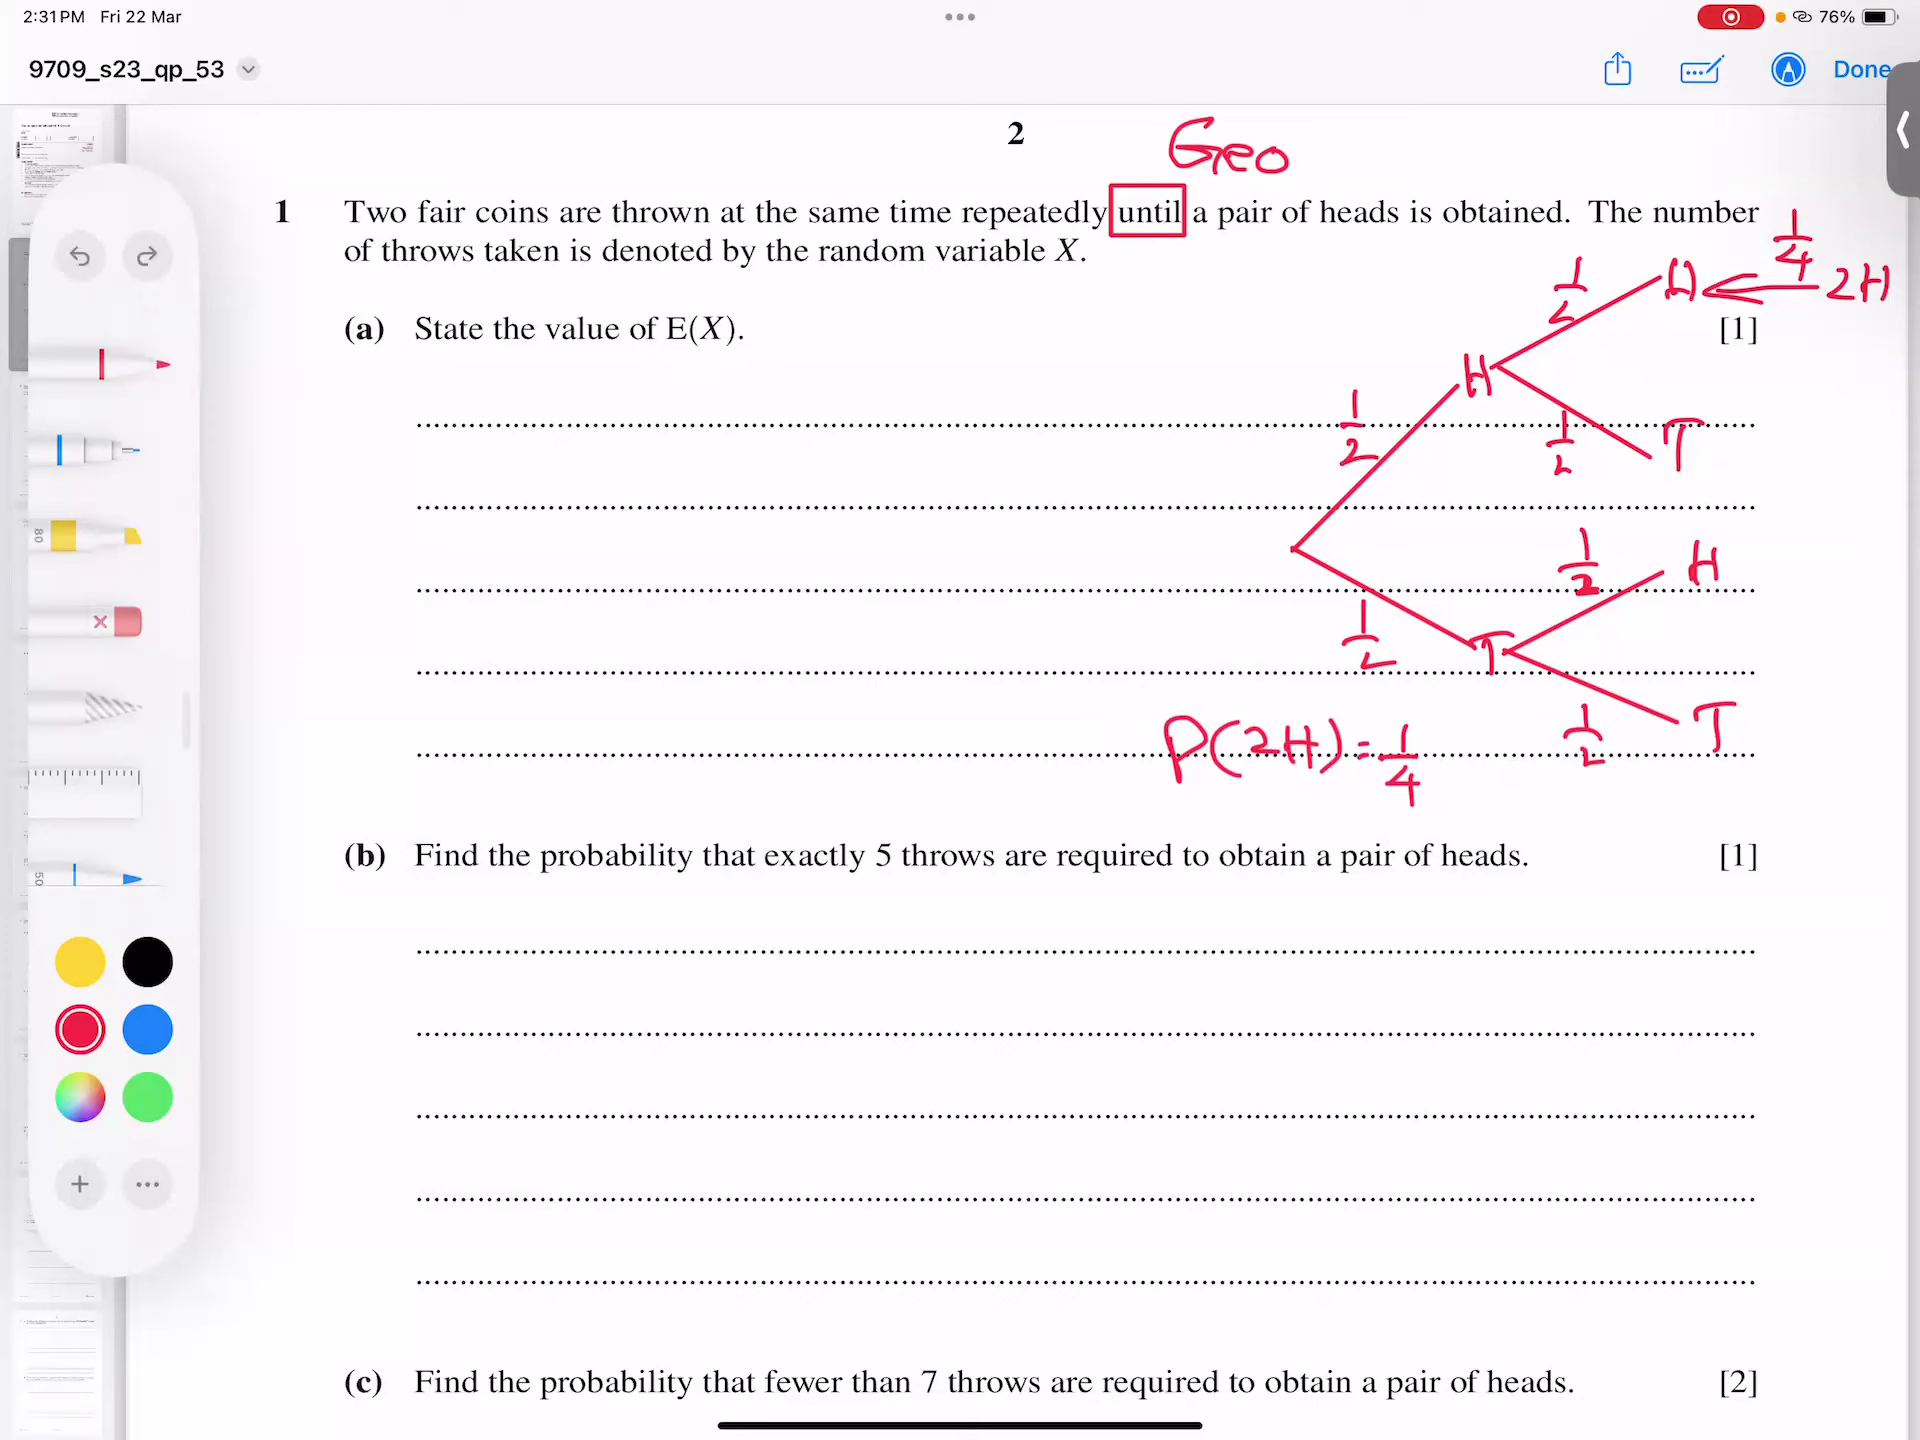 2:31PM Fri 22 Mar
76%
9709_s23_qp_53
Done
2
Geo
1 Two fair coins are thrown at the same time repeatedly until a pair of heads is obtained. The number
of throws taken is denoted by the random variable X.
1/4
1/2 H 2H
(a) State the value of E(X). [1]
H
1/2 1/2 T
1/2 H
1/2 T
1/2 T
P(2H) = 1/4
(b) Find the probability that exactly 5 throws are required to obtain a pair of heads. [1]
(c) Find the probability that fewer than 7 throws are required to obtain a pair of heads. [2]
80
50